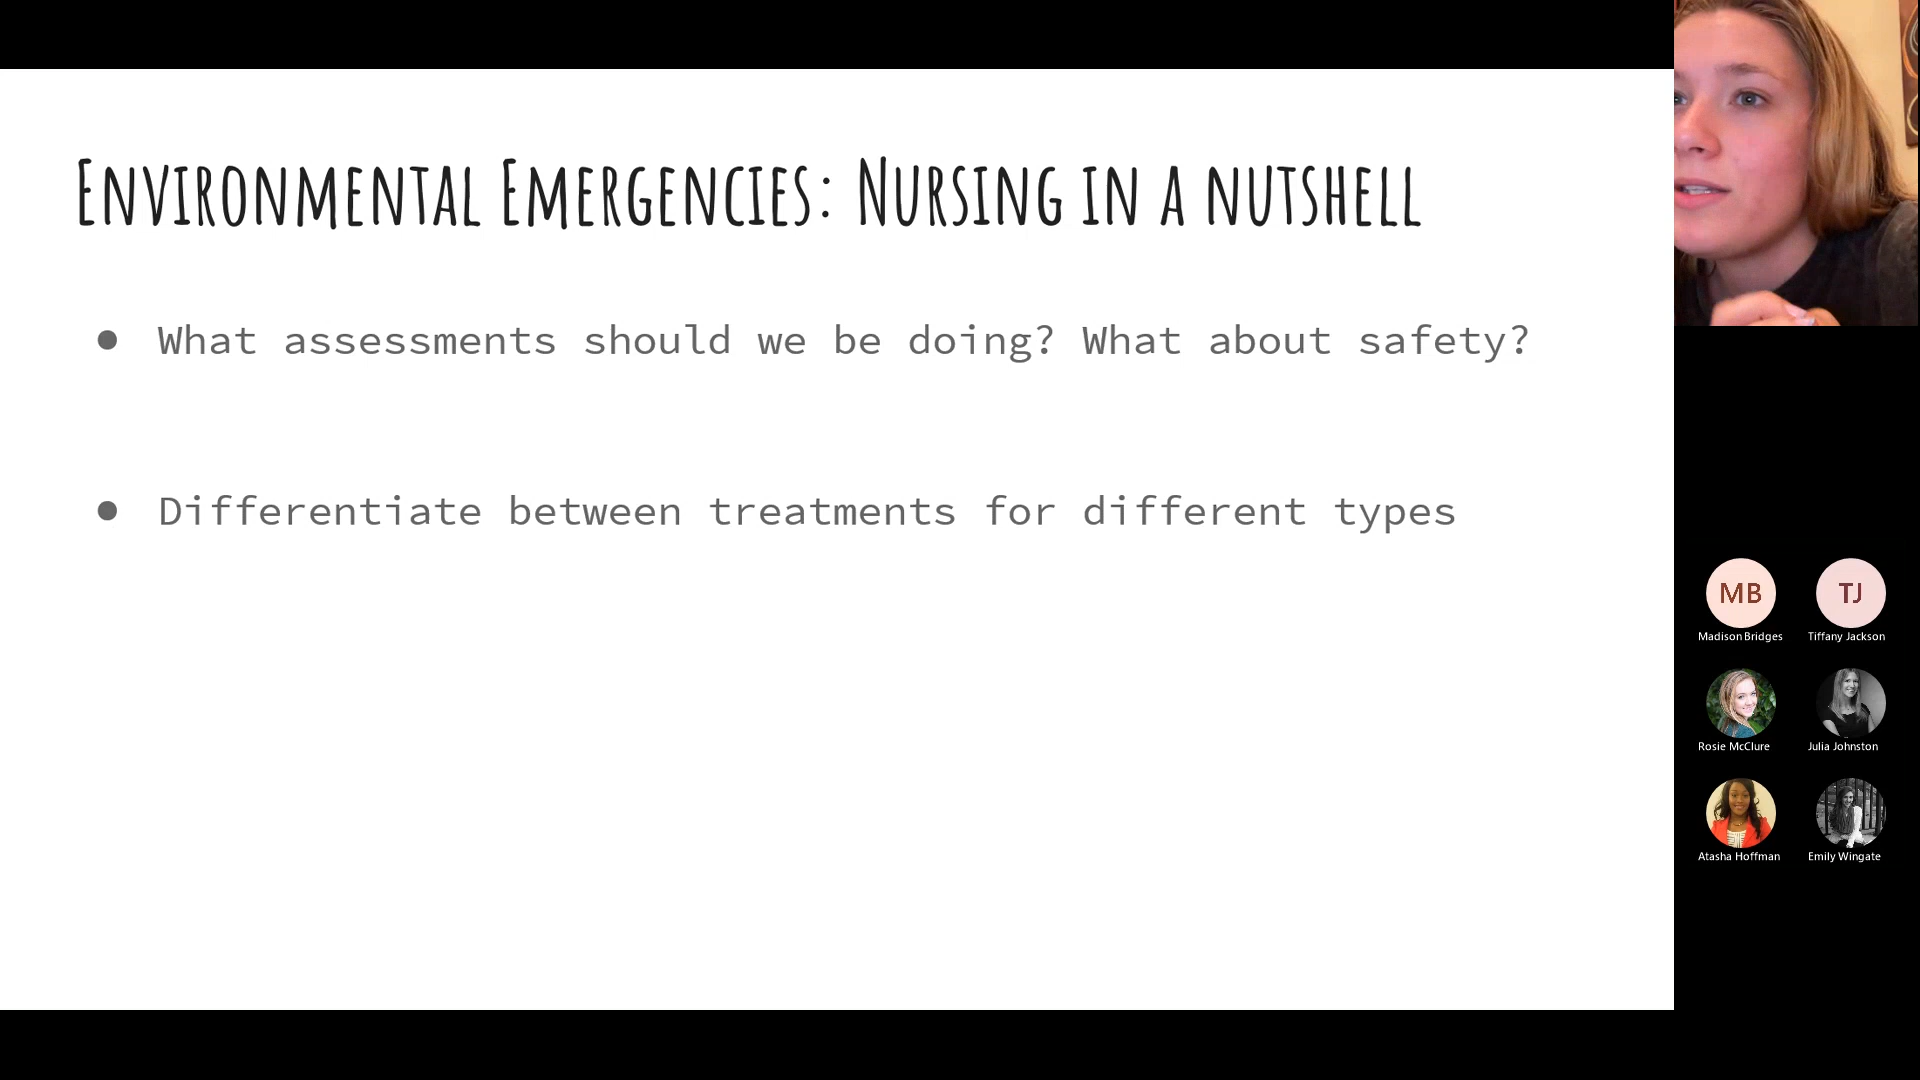 Environmental Emergencies: Nursing in a nutshell
● What assessments should we be doing? What about safety?
● Differentiate between treatments for different types
MB
TJ
Madison Bridges
Tiffany Jackson
Rosie McClure
Julia Johnston
Atasha Hoffman
Emily Wingate